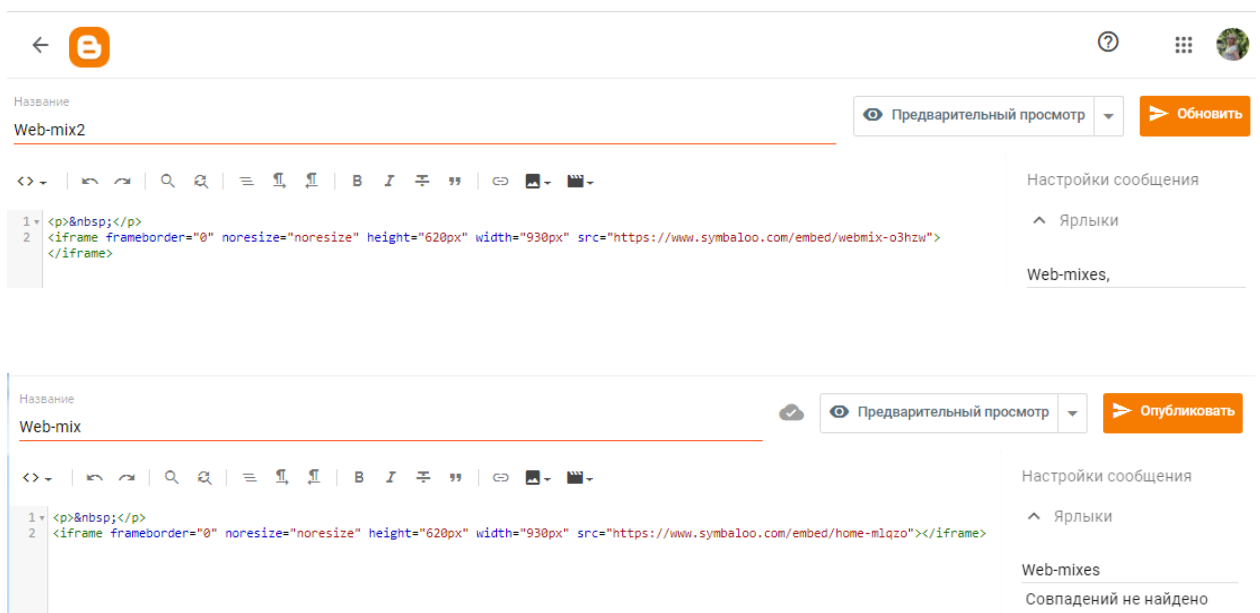 Название
Web-mix2
Предварительный просмотр
Обновить
B I
Настройки сообщения
1 <p>&nbsp;</p>
Ярлыки
2 <iframe frameborder="0" noresize="noresize" height="620px" width="930px" src="https://www.symbaloo.com/embed/webmix-o3hzw">
</iframe>
Web-mixes,
Название
Web-mix
Предварительный просмотр
Опубликовать
B I
Настройки сообщения
1 <p>&nbsp;</p>
Ярлыки
2 <iframe frameborder="0" noresize="noresize" height="620px" width="930px" src="https://www.symbaloo.com/embed/home-mlqzo"></iframe>
Web-mixes
Совпадений не найдено